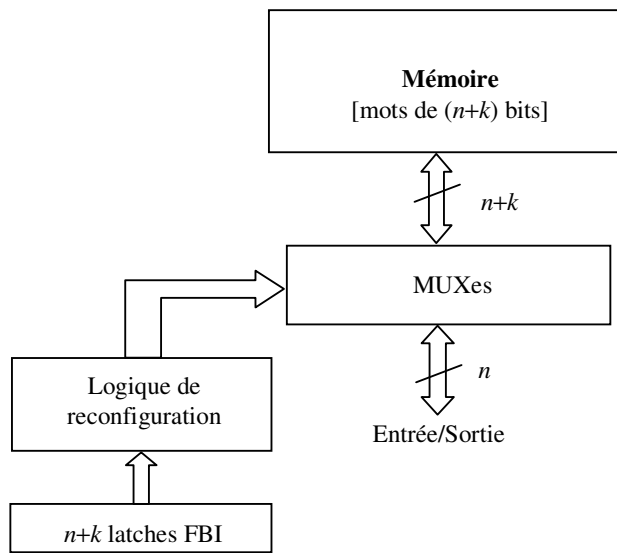 Mémoire
[mots de (n+k) bits]
n+k
MUXes
n
Logique de
reconfiguration
Entrée/Sortie
n+k latches FBI